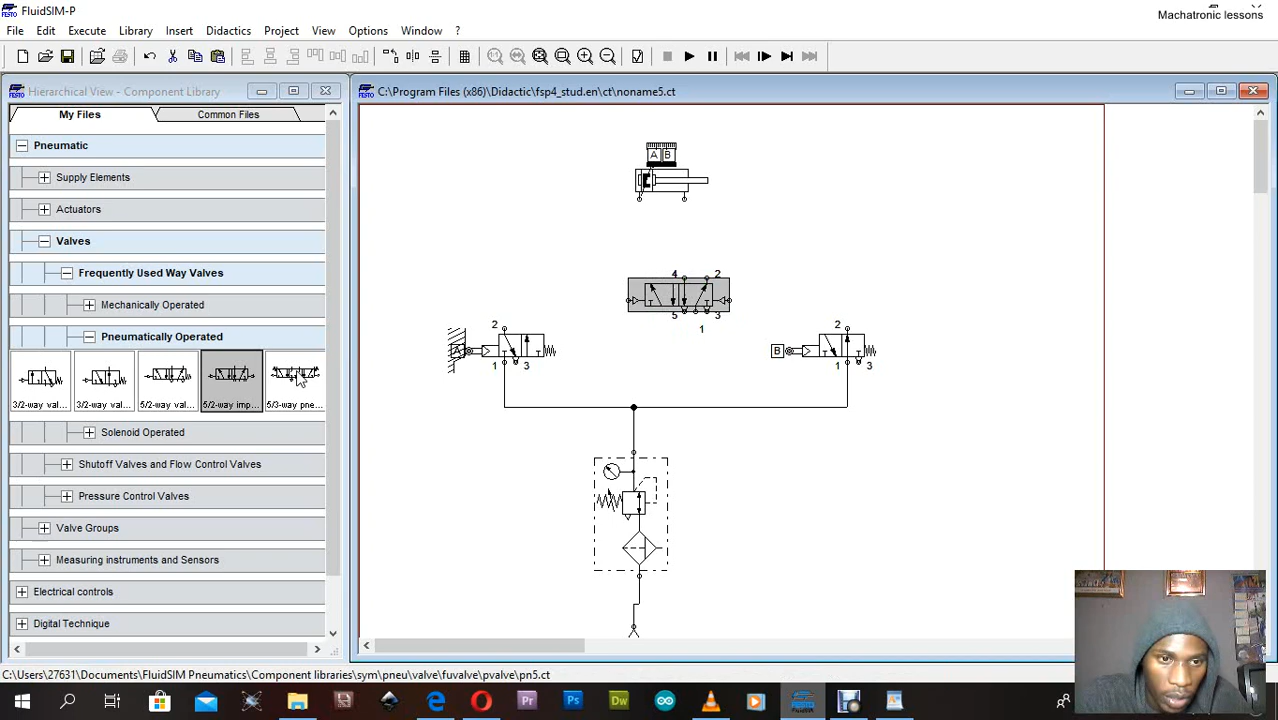 FluidSIM-P
Machatronic lessons
File Edit Execute Library Insert Didactics Project View Options Window ?
Hierarchical View - Component Library
C:\Program Files (x86)\Didactic\fsp4_stud.en\ct\noname5.ct
My Files
Common Files
Pneumatic
Supply Elements
Actuators
Valves
Frequently Used Way Valves
Mechanically Operated
Pneumatically Operated
3/2-way val...
3/2-way val...
5/2-way val...
5/2-way imp...
5/3-way pne...
Solenoid Operated
Shutoff Valves and Flow Control Valves
Pressure Control Valves
Valve Groups
Measuring instruments and Sensors
Electrical controls
Digital Technique
A B
4 2
5 3
1
2
A
1 3
2
B
1 3
C:\Users\27631\Documents\FluidSIM Pneumatics\Component libraries\sym\pneu\valve\fuvalve\pvalve\pn5.ct
Pr
Ps
Dw